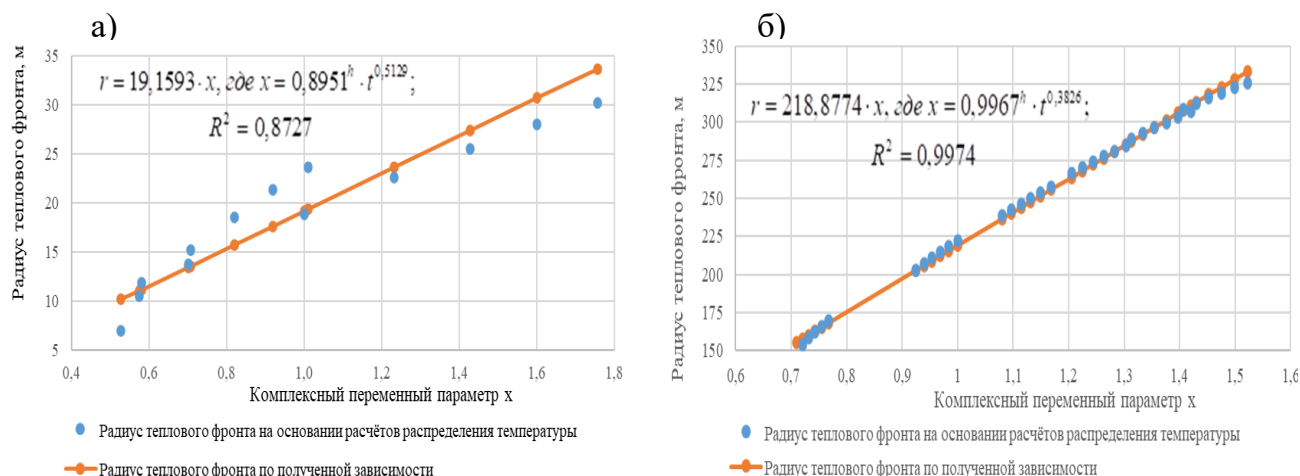 а)
Радиус теплового фронта, м
35
30
25
20
15
10
5
r = 19,1593 · x, где x = 0,8951^h · t^0,5129;
R² = 0,8727
0,4 0,6 0,8 1,0 1,2 1,4 1,6 1,8
Комплексный переменный параметр x
Радиус теплового фронта на основании расчётов распределения температуры
Радиус теплового фронта по полученной зависимости
б)
Радиус теплового фронта, м
350
325
300
275
250
225
200
175
150
r = 218,8774 · x, где x = 0,9967^h · t^0,3826;
R² = 0,9974
0,6 0,7 0,8 0,9 1 1,1 1,2 1,3 1,4 1,5 1,6
Комплексный переменный параметр x
Радиус теплового фронта на основании расчётов распределения температуры
Радиус теплового фронта по полученной зависимости